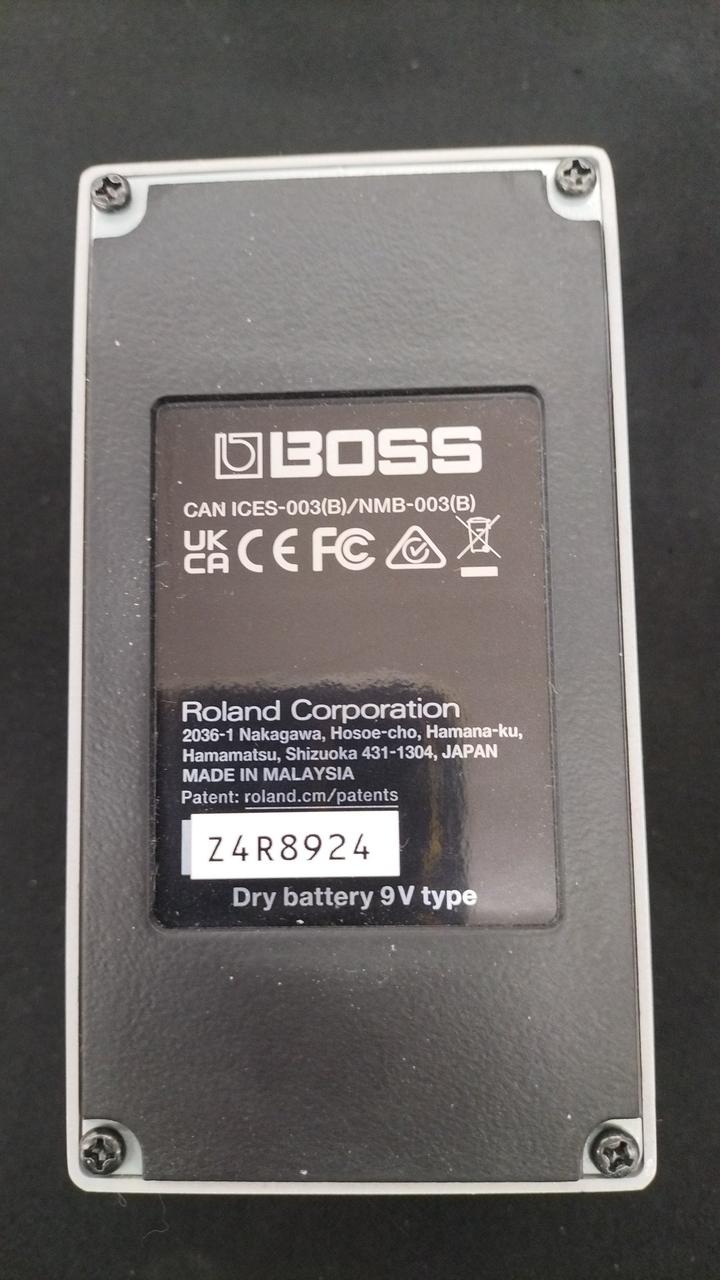 BOSS
CAN ICES-003(B)/NMB-003(B)
UK
CA CE FC
Roland Corporation
2036-1 Nakagawa, Hosoe-cho, Hamana-ku,
Hamamatsu, Shizuoka 431-1304, JAPAN
MADE IN MALAYSIA
Patent: roland.cm/patents
Z4R8924
Dry battery 9V type